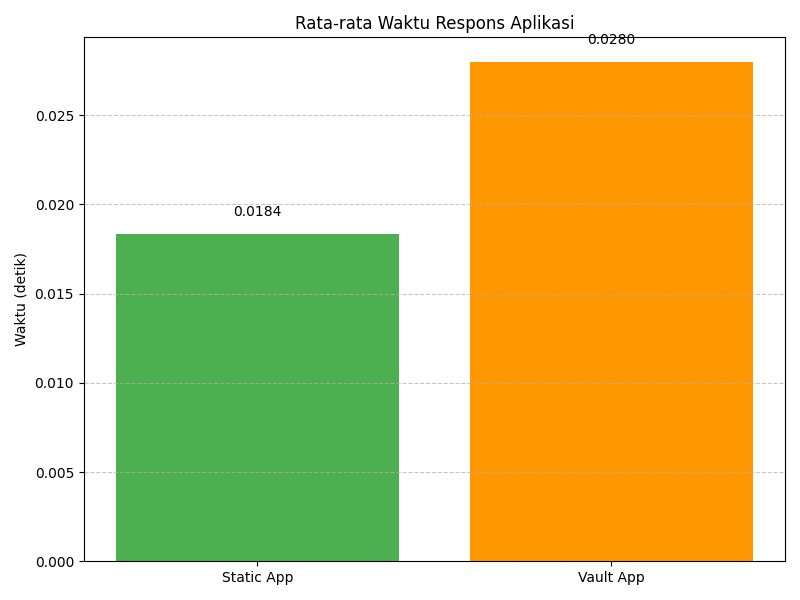 Rata-rata Waktu Respons Aplikasi
0.0280
0.025
0.0184
0.020
0.015
0.010
0.005
0.000
Waktu (detik)
Static App
Vault App